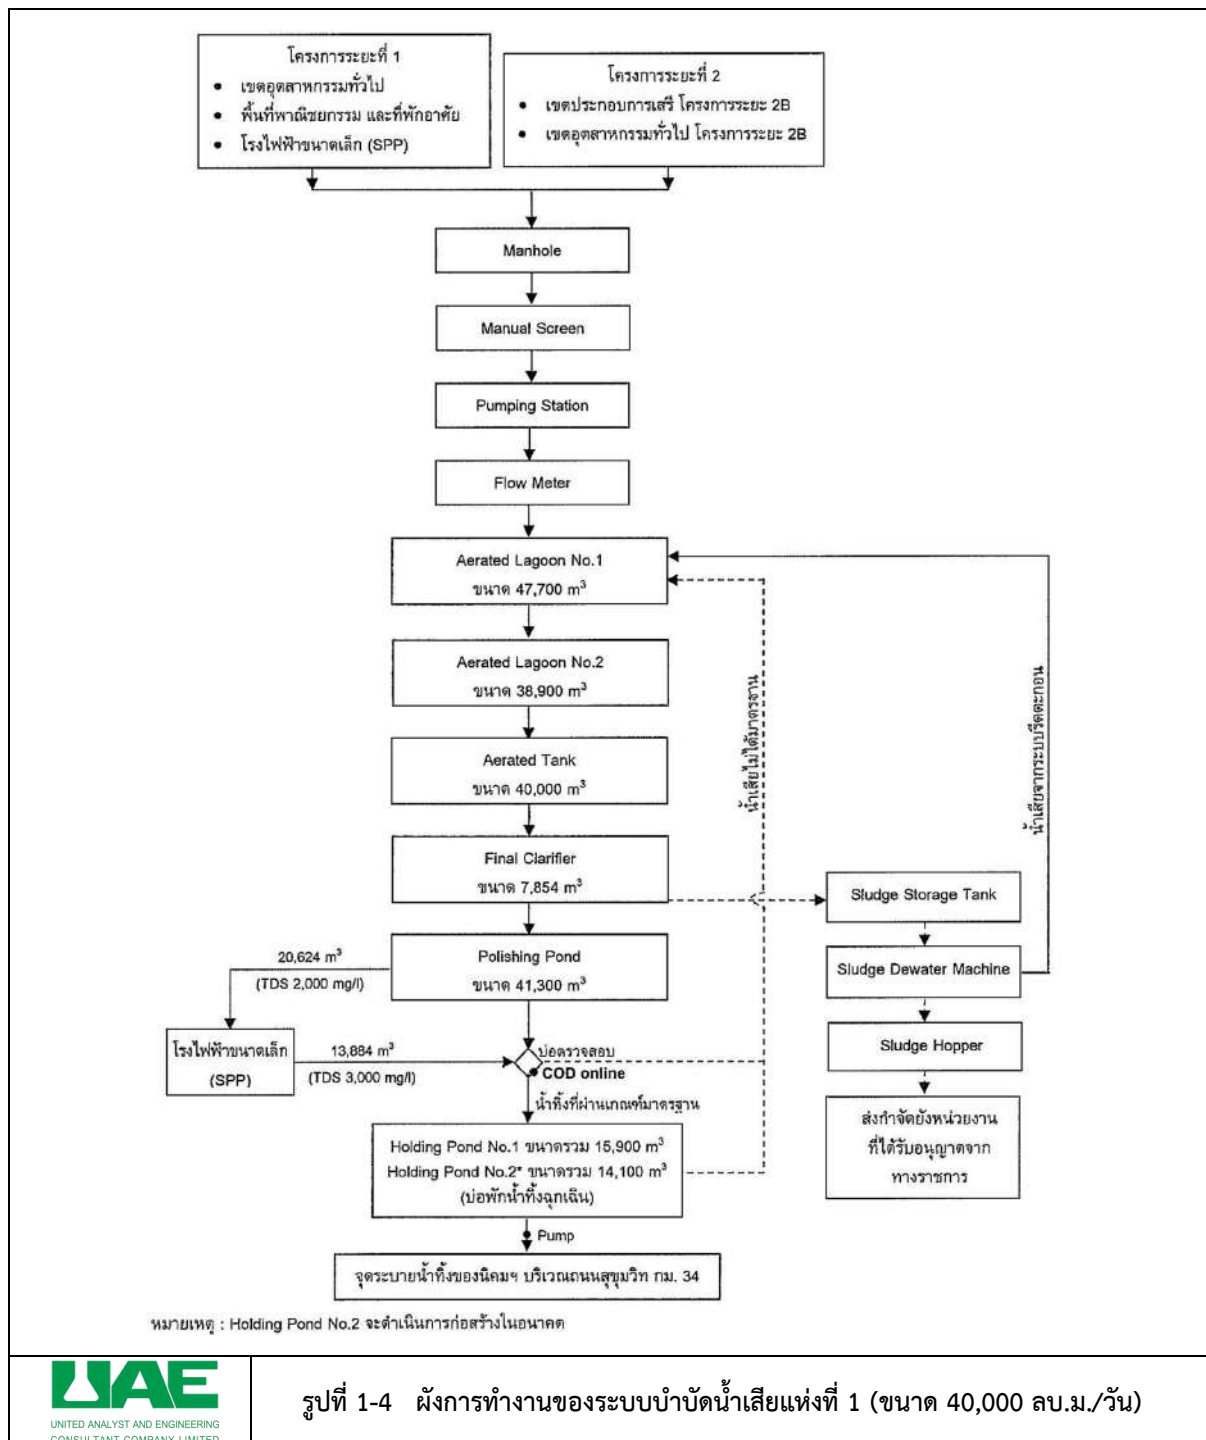 โครงการระยะที่ 1
• เขตอุตสาหกรรมทั่วไป
• พื้นที่พาณิชยกรรม และที่พักอาศัย
• โรงไฟฟ้าขนาดเล็ก (SPP)
โครงการระยะที่ 2
• เขตประกอบการเสรี โครงการระยะ 2B
• เขตอุตสาหกรรมทั่วไป โครงการระยะ 2B
Manhole
Manual Screen
Pumping Station
Flow Meter
Aerated Lagoon No.1
ขนาด 47,700 m³
Aerated Lagoon No.2
ขนาด 38,900 m³
Aerated Tank
ขนาด 40,000 m³
Final Clarifier
ขนาด 7,854 m³
Polishing Pond
ขนาด 41,300 m³
น้ำเสียไม่ได้มาตรฐาน
น้ำเสียจากระบบรีดตะกอน
Sludge Storage Tank
Sludge Dewater Machine
Sludge Hopper
ส่งกำจัดยังหน่วยงาน
ที่ได้รับอนุญาตจาก
ทางราชการ
20,624 m³
(TDS 2,000 mg/l)
โรงไฟฟ้าขนาดเล็ก
(SPP)
13,884 m³
(TDS 3,000 mg/l)
บ่อตรวจสอบ
COD online
น้ำทิ้งที่ผ่านเกณฑ์มาตรฐาน
Holding Pond No.1 ขนาดรวม 15,900 m³
Holding Pond No.2* ขนาดรวม 14,100 m³
(บ่อพักน้ำทิ้งฉุกเฉิน)
Pump
จุดระบายน้ำทิ้งของนิคมฯ บริเวณถนนสุขุมวิท กม. 34
หมายเหตุ : Holding Pond No.2 จะดำเนินการก่อสร้างในอนาคต
UAE
UNITED ANALYST AND ENGINEERING
CONSULTANT COMPANY LIMITED
รูปที่ 1-4 ผังการทำงานของระบบบำบัดน้ำเสียแห่งที่ 1 (ขนาด 40,000 ลบ.ม./วัน)